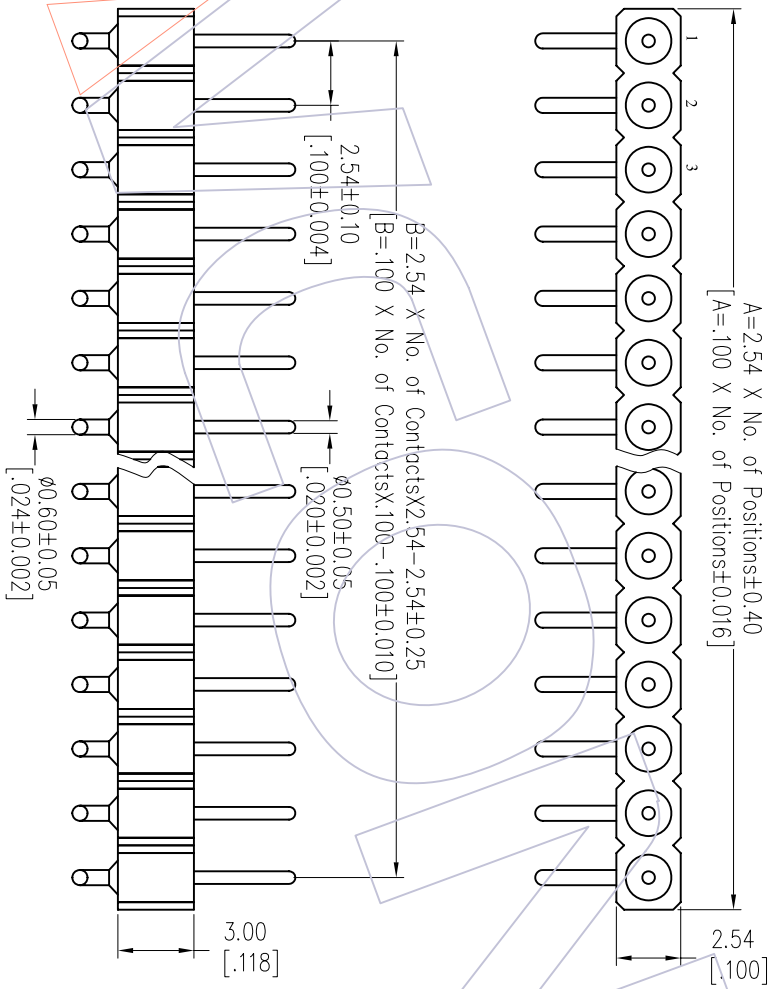 A=2.54 X No. of Positions±0.40
[A=.100 X No. of Positions±0.016]
1
2
3
2.54
[.100]
B=2.54 X No. of ContactsX2.54-2.54±0.25
[B=.100 X No. of ContactsX.100-.100±0.010]
2.54±0.10
[.100±0.004]
ø0.50±0.05
[.020±0.002]
ø0.60±0.05
[.024±0.002]
3.00
[.118]